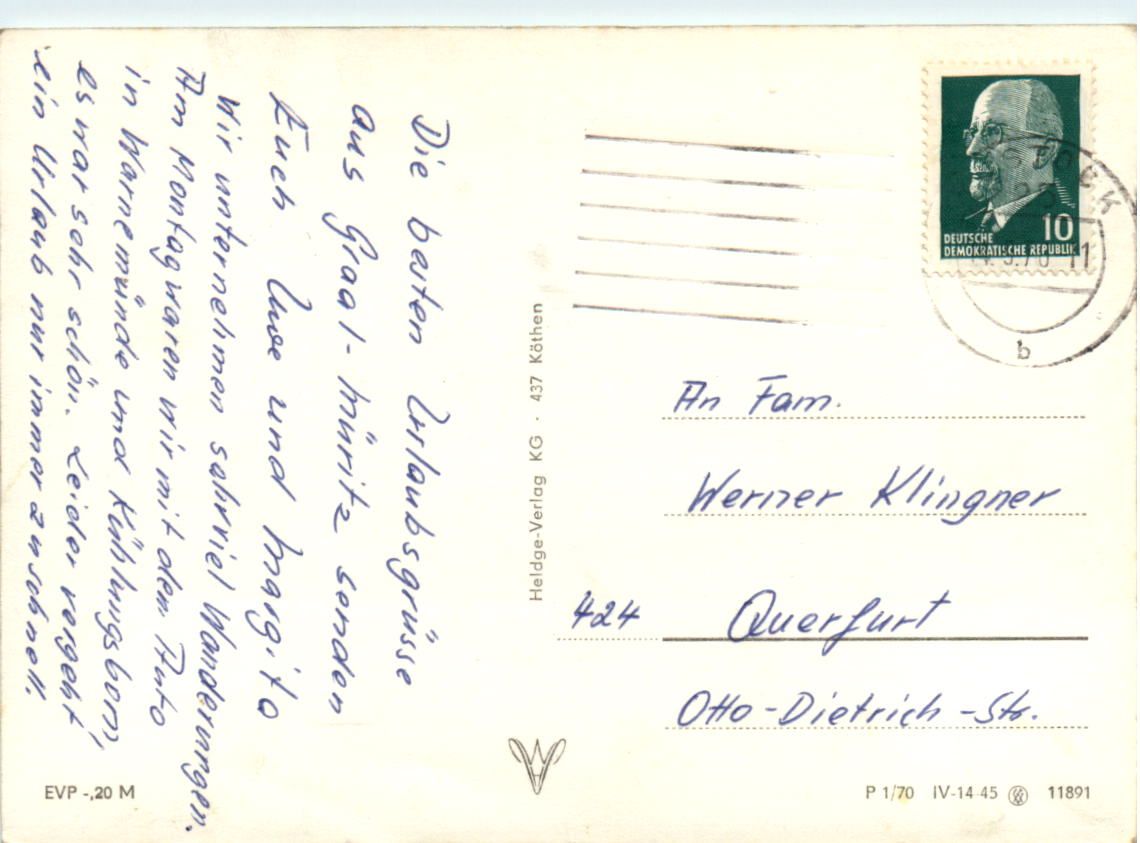 Die besten Urlaubsgrüsse
aus Graal-Müritz senden
Euch Uwe und Margita
Wir unternehmen sehrviel Wanderungen.
Am Montag waren wir mit dem Auto
in Warnemünde und Kühlungsborn,
es war sehr schön. Leider vergeht
ein Urlaub nur immer zu schnell.
EVP -,20 M
Heldge-Verlag KG · 437 Köthen
10
DEUTSCHE
DEMOKRATISCHE REPUBLIK
b
An Fam.
Werner Klingner
424 Querfurt
Otto-Dietrich-Str.
P 1/70 IV-14-45 11891